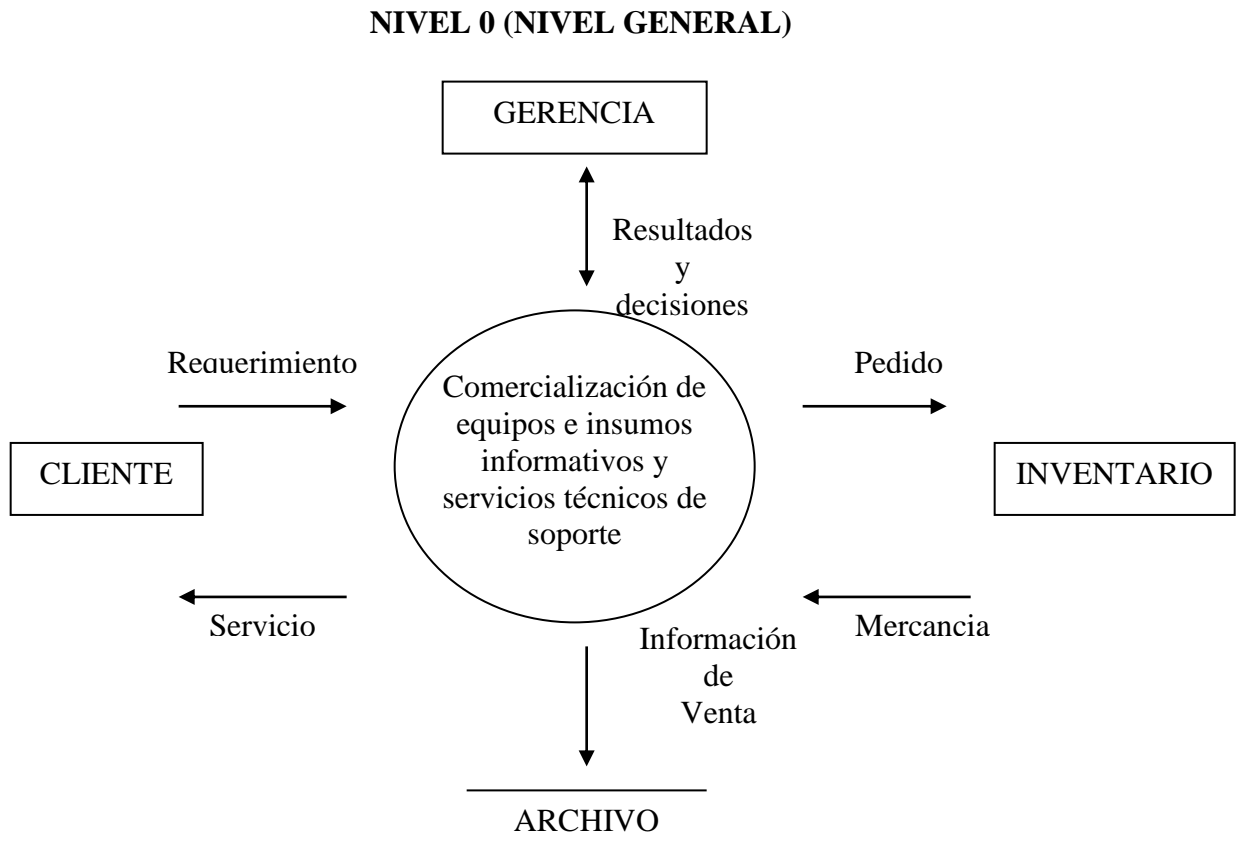 NIVEL 0 (NIVEL GENERAL)
GERENCIA
Resultados
y
decisiones
Requerimiento
Pedido
Comercialización de
equipos e insumos
informativos y
servicios técnicos de
soporte
CLIENTE
INVENTARIO
Servicio
Información
de
Venta
Mercancia
ARCHIVO